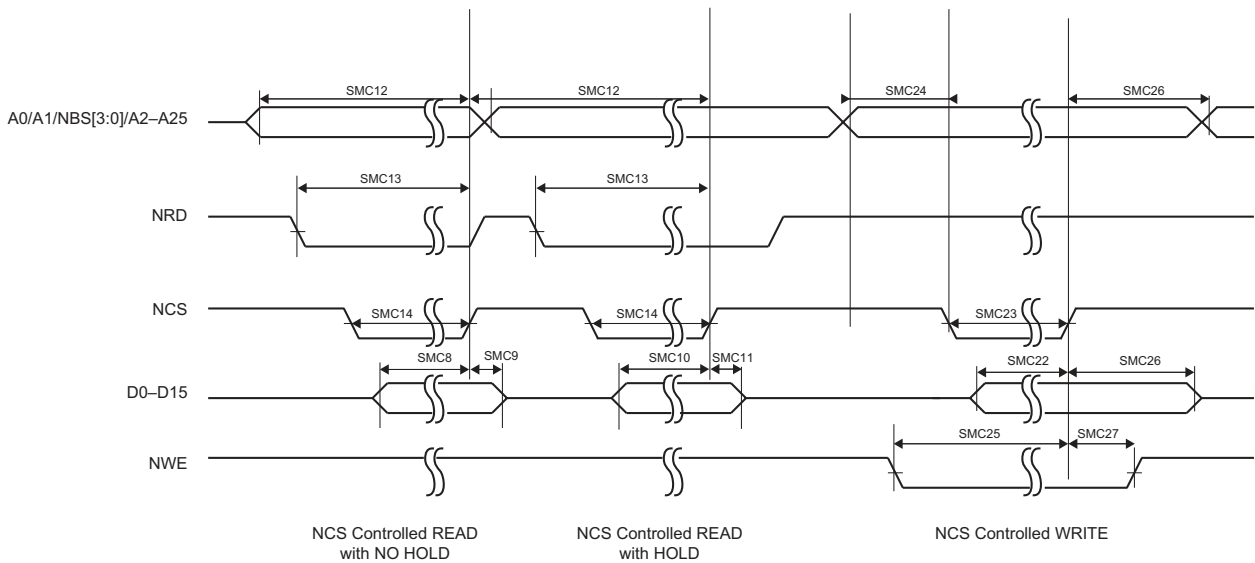 SMC12
SMC12
SMC24
SMC26
A0/A1/NBS[3:0]/A2–A25
SMC13
SMC13
NRD
NCS
SMC14
SMC14
SMC23
SMC8
SMC9
SMC10
SMC11
SMC22
SMC26
D0–D15
SMC25
SMC27
NWE
NCS Controlled READ
with NO HOLD
NCS Controlled READ
with HOLD
NCS Controlled WRITE